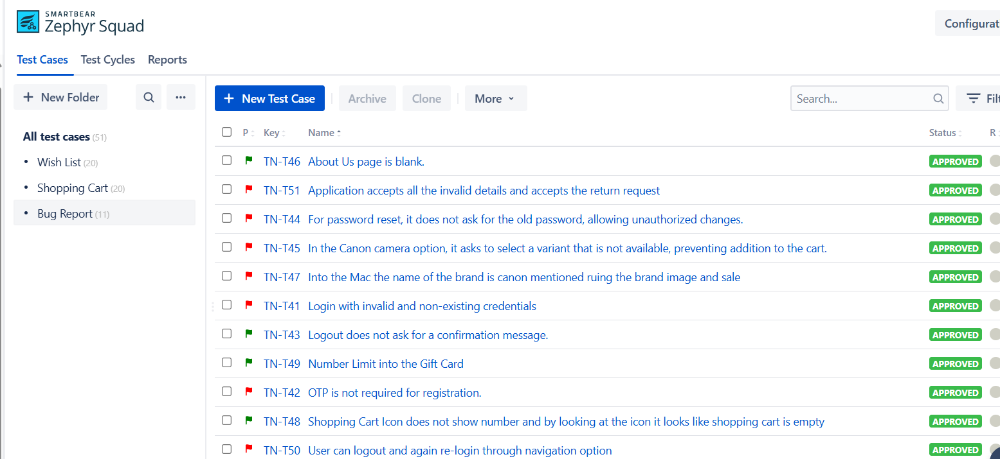 SMARTBEAR
Zephyr Squad
Configurat
Test Cases Test Cycles Reports
+ New Folder
+ New Test Case Archive Clone More Search... Filt
All test cases (51)
• Wish List (20)
• Shopping Cart (20)
• Bug Report (11)
P Key Name Status R
TN-T46 About Us page is blank. APPROVED
TN-T51 Application accepts all the invalid details and accepts the return request APPROVED
TN-T44 For password reset, it does not ask for the old password, allowing unauthorized changes. APPROVED
TN-T45 In the Canon camera option, it asks to select a variant that is not available, preventing addition to the cart. APPROVED
TN-T47 Into the Mac the name of the brand is canon mentioned ruing the brand image and sale APPROVED
TN-T41 Login with invalid and non-existing credentials APPROVED
TN-T43 Logout does not ask for a confirmation message. APPROVED
TN-T49 Number Limit into the Gift Card APPROVED
TN-T42 OTP is not required for registration. APPROVED
TN-T48 Shopping Cart Icon does not show number and by looking at the icon it looks like shopping cart is empty APPROVED
TN-T50 User can logout and again re-login through navigation option APPROVED